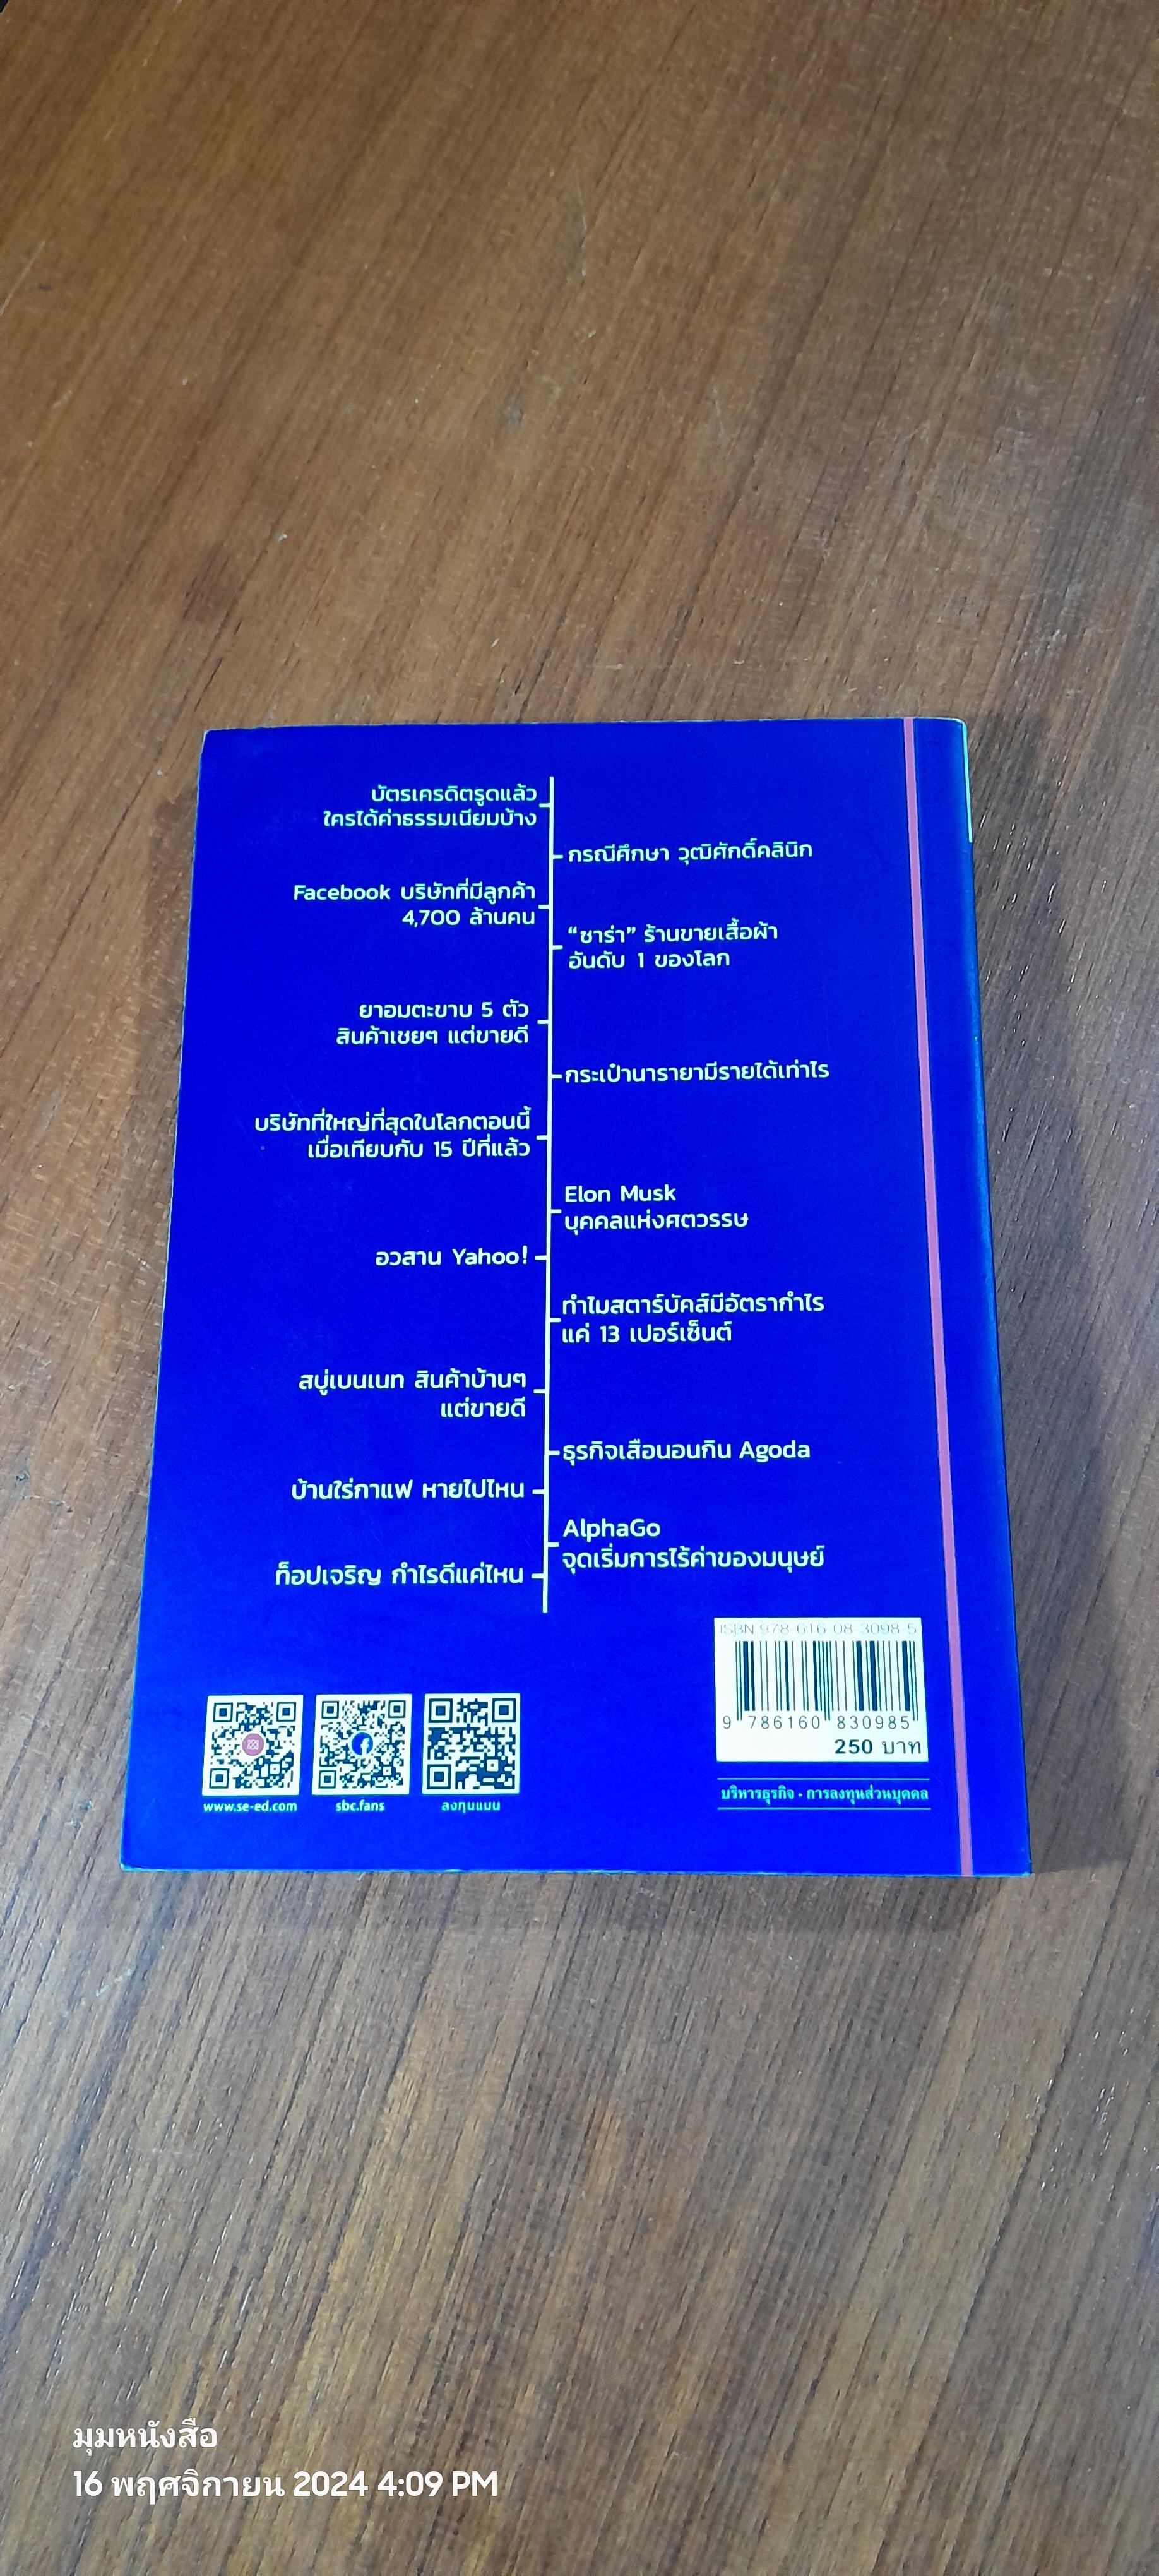 บัตรเครดิตรูดแล้ว
ใครได้ค่าธรรมเนียมบ้าง
กรณีศึกษา วุฒิศักดิ์คลินิก
Facebook บริษัทที่มีลูกค้า
4,700 ล้านคน
“ซาร่า” ร้านขายเสื้อผ้า
อันดับ 1 ของโลก
ยาอมตะขาบ 5 ตัว
สินค้าเชยๆ แต่ขายดี
กระเป๋านารายามีรายได้เท่าไร
บริษัทที่ใหญ่ที่สุดในโลกตอนนี้
เมื่อเทียบกับ 15 ปีที่แล้ว
Elon Musk
บุคคลแห่งศตวรรษ
อวสาน Yahoo!
ทำไมสตาร์บัคส์มีอัตรากำไร
แค่ 13 เปอร์เซ็นต์
สบู่เบนเนท สินค้าบ้านๆ
แต่ขายดี
ธุรกิจเสือนอนกิน Agoda
บ้านใร่กาแฟ หายไปไหน
AlphaGo
จุดเริ่มการไร้ค่าของมนุษย์
ท็อปเจริญ กำไรดีแค่ไหน
ISBN 978-616-08-3098-5
9 786160 830985
250 บาท
www.se-ed.com
sbc.fans
ลงทุนแมน
บริหารธุรกิจ - การลงทุนส่วนบุคคล
มุมหนังสือ
16 พฤศจิกายน 2024 4:09 PM